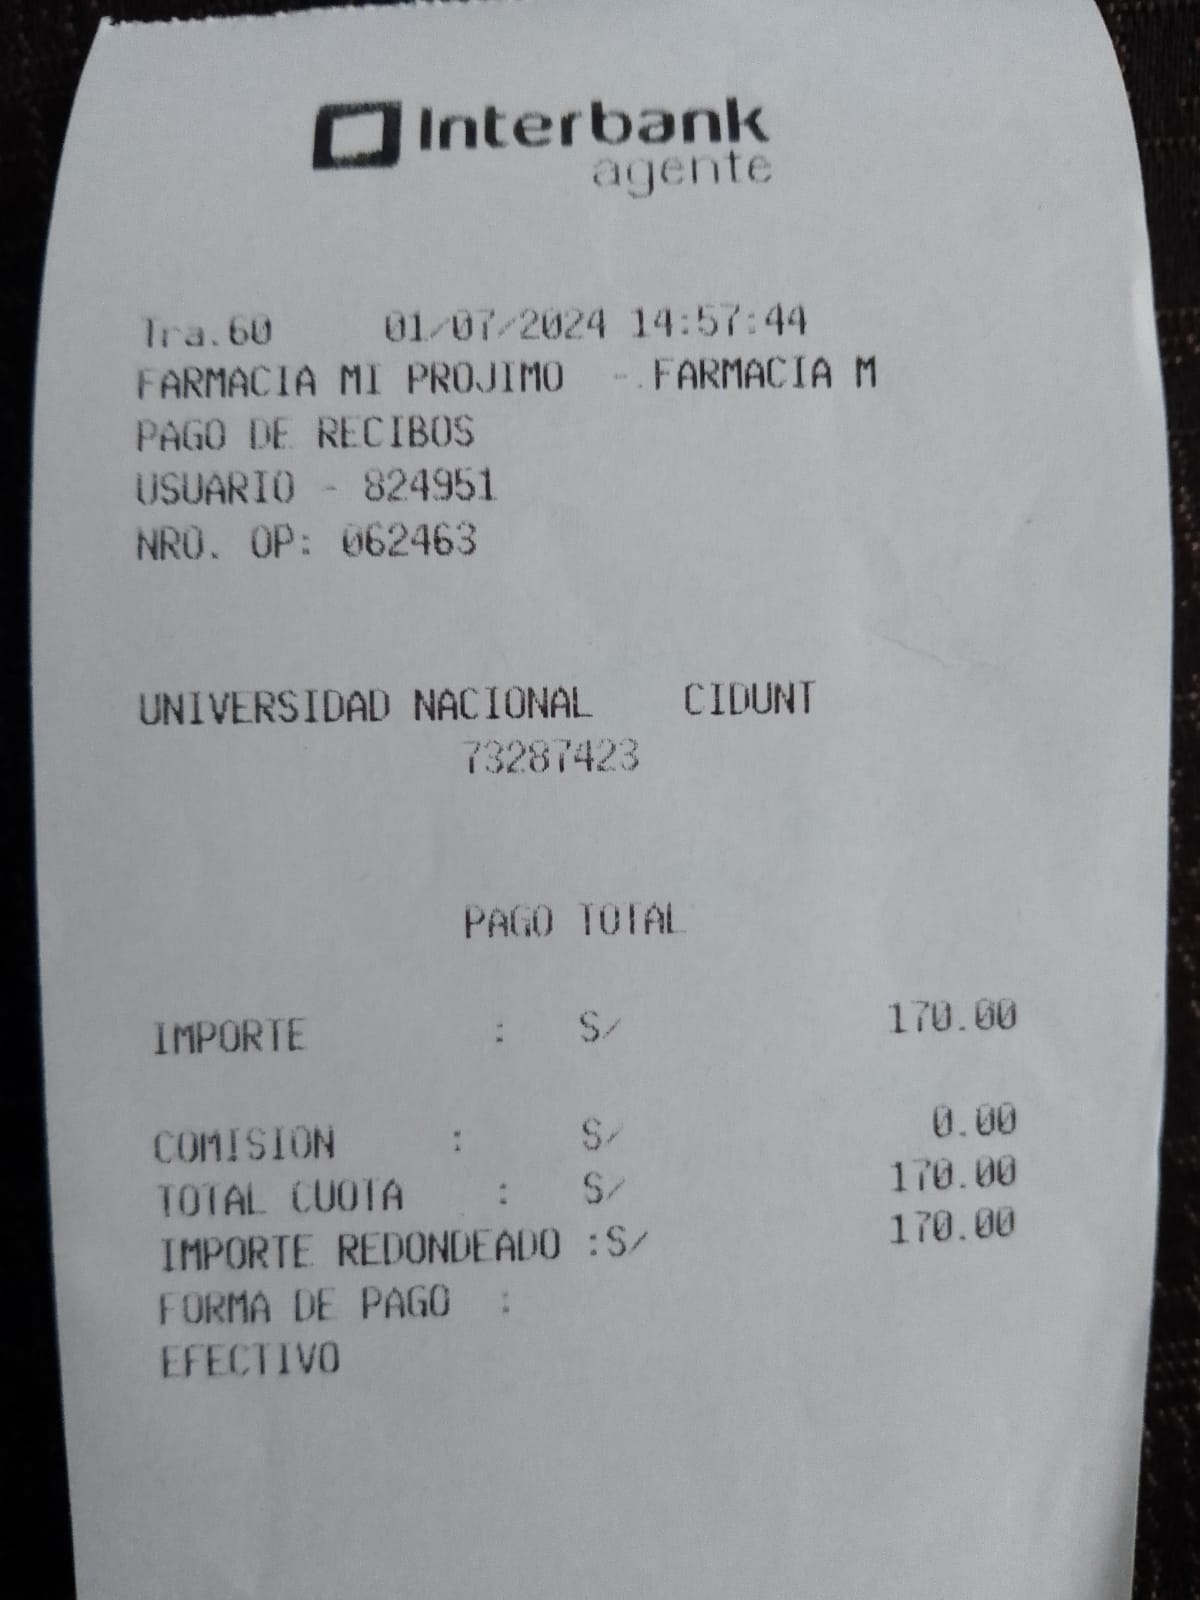 Interbank
agente
Tra.60 01/07/2024 14:57:44
FARMACIA MI PROJIMO -. FARMACIA M
PAGO DE RECIBOS
USUARIO - 824951
NRO. OP: 062463
UNIVERSIDAD NACIONAL CIDUNT
73287423
PAGO TOTAL
IMPORTE : S/ 170.00
COMISION : S/ 0.00
TOTAL CUOTA : S/ 170.00
IMPORTE REDONDEADO :S/ 170.00
FORMA DE PAGO :
EFECTIVO